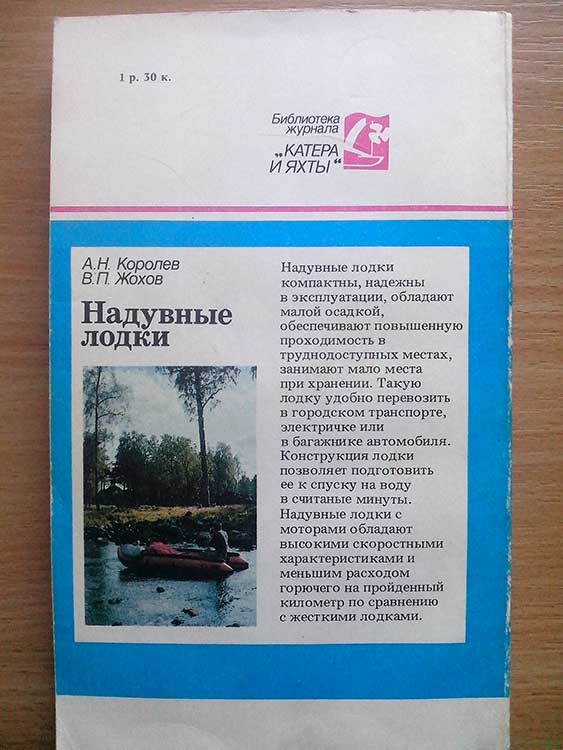 1 р. 30 к.
Библиотека
журнала
„КАТЕРА
И ЯХТЫ"
А.Н. Королев
В.П. Жохов
Надувные
лодки
Надувные лодки
компактны, надежны
в эксплуатации, обладают
малой осадкой,
обеспечивают повышенную
проходимость в
труднодоступных местах,
занимают мало места
при хранении. Такую
лодку удобно перевозить
в городском транспорте,
электричке или
в багажнике автомобиля.
Конструкция лодки
позволяет подготовить
ее к спуску на воду
в считаные минуты.
Надувные лодки с
моторами обладают
высокими скоростными
характеристиками и
меньшим расходом
горючего на пройденный
километр по сравнению
с жесткими лодками.